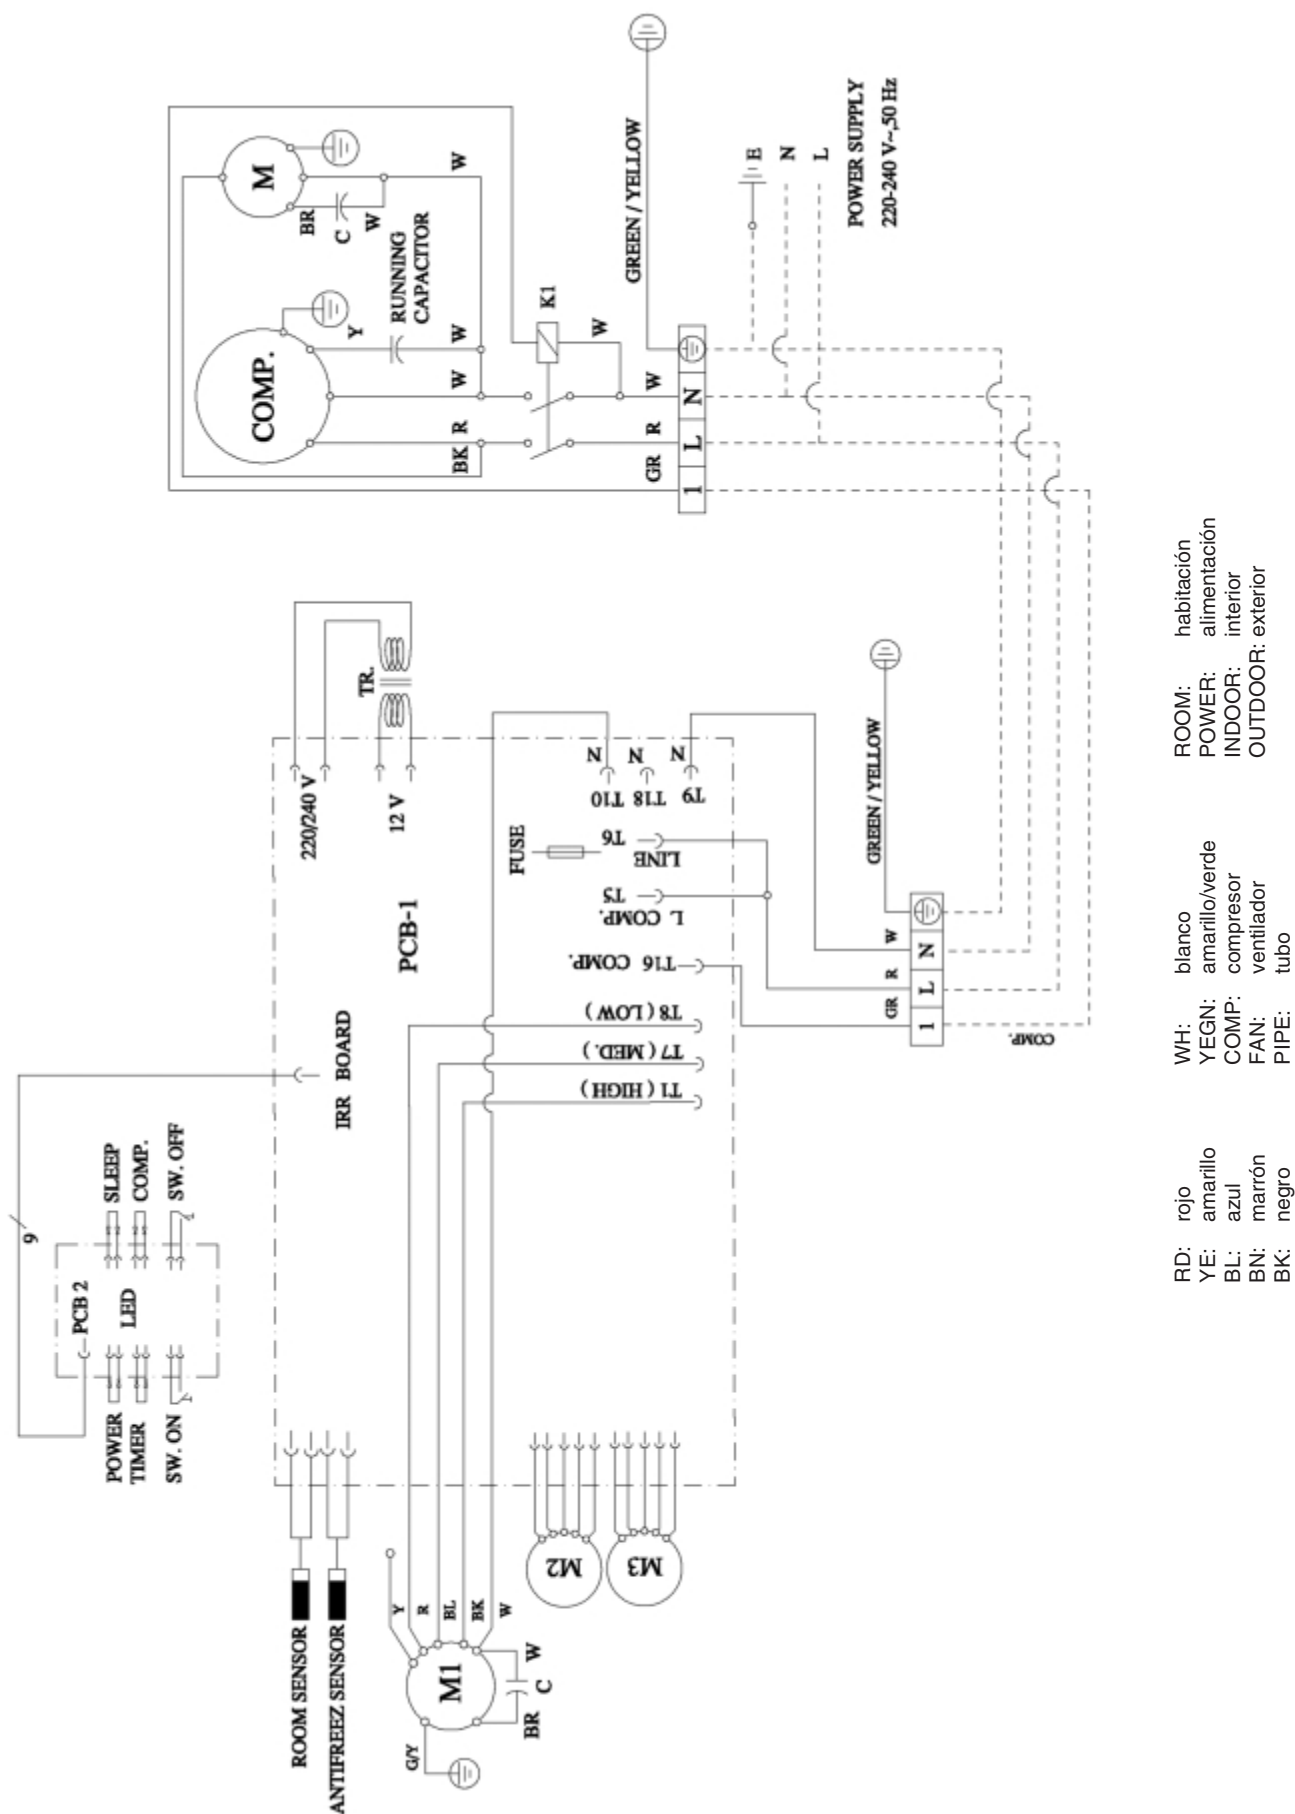 9
PCB 2
LED
POWER
TIMER
SW. ON
SLEEP
COMP.
SW. OFF
ROOM SENSOR
ANTIFREEZ SENSOR
IRR BOARD
PCB-1
220/240 V
12 V
TR.
FUSE
T10
T18
T9
N
N
N
T6
LINE
T5
L COMP.
T16 COMP.
T8 ( LOW )
T7 ( MED. )
T1 ( HIGH )
M1
Y
R
BL
BK
W
G/Y
BR
C
W
M2
M3
GREEN / YELLOW
GR
R
W
1
L
N
COMP.
M
BR
C
W
W
COMP.
Y
RUNNING
CAPACITOR
W
W
R
BK
K1
W
W
R
GR
1
L
N
GREEN / YELLOW
E
N
L
POWER SUPPLY
220-240 V~,50 Hz
RD: rojo
YE: amarillo
BL: azul
BN: marrón
BK: negro
WH: blanco
YEGN: amarillo/verde
COMP: compresor
FAN: ventilador
PIPE: tubo
ROOM: habitación
POWER: alimentación
INDOOR: interior
OUTDOOR: exterior